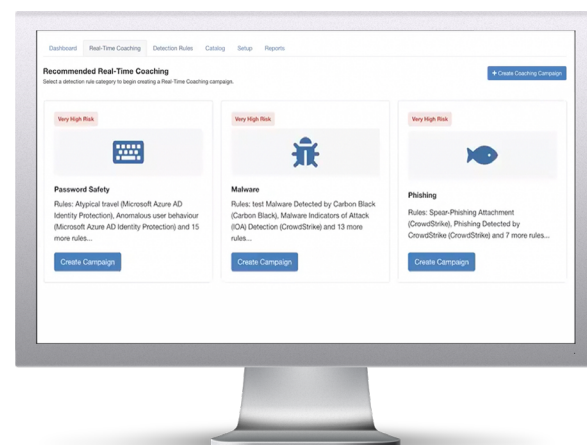 Dashboard Real-Time Coaching Detection Rules Catalog Setup Reports
Recommended Real-Time Coaching
Select a detection rule category to begin creating a Real-Time Coaching campaign.
+ Create Coaching Campaign
Very High Risk
Password Safety
Rules: Atypical travel (Microsoft Azure AD
Identity Protection), Anomalous user behaviour
(Microsoft Azure AD Identity Protection) and 15
more rules...
Create Campaign
Very High Risk
Malware
Rules: test Malware Detected by Carbon Black
(Carbon Black), Malware Indicators of Attack
(IOA) Detection (CrowdStrike) and 13 more
rules...
Create Campaign
Very High Risk
Phishing
Rules: Spear-Phishing Attachment
(CrowdStrike), Phishing Detected by
CrowdStrike (CrowdStrike) and 7 more rules...
Create Campaign